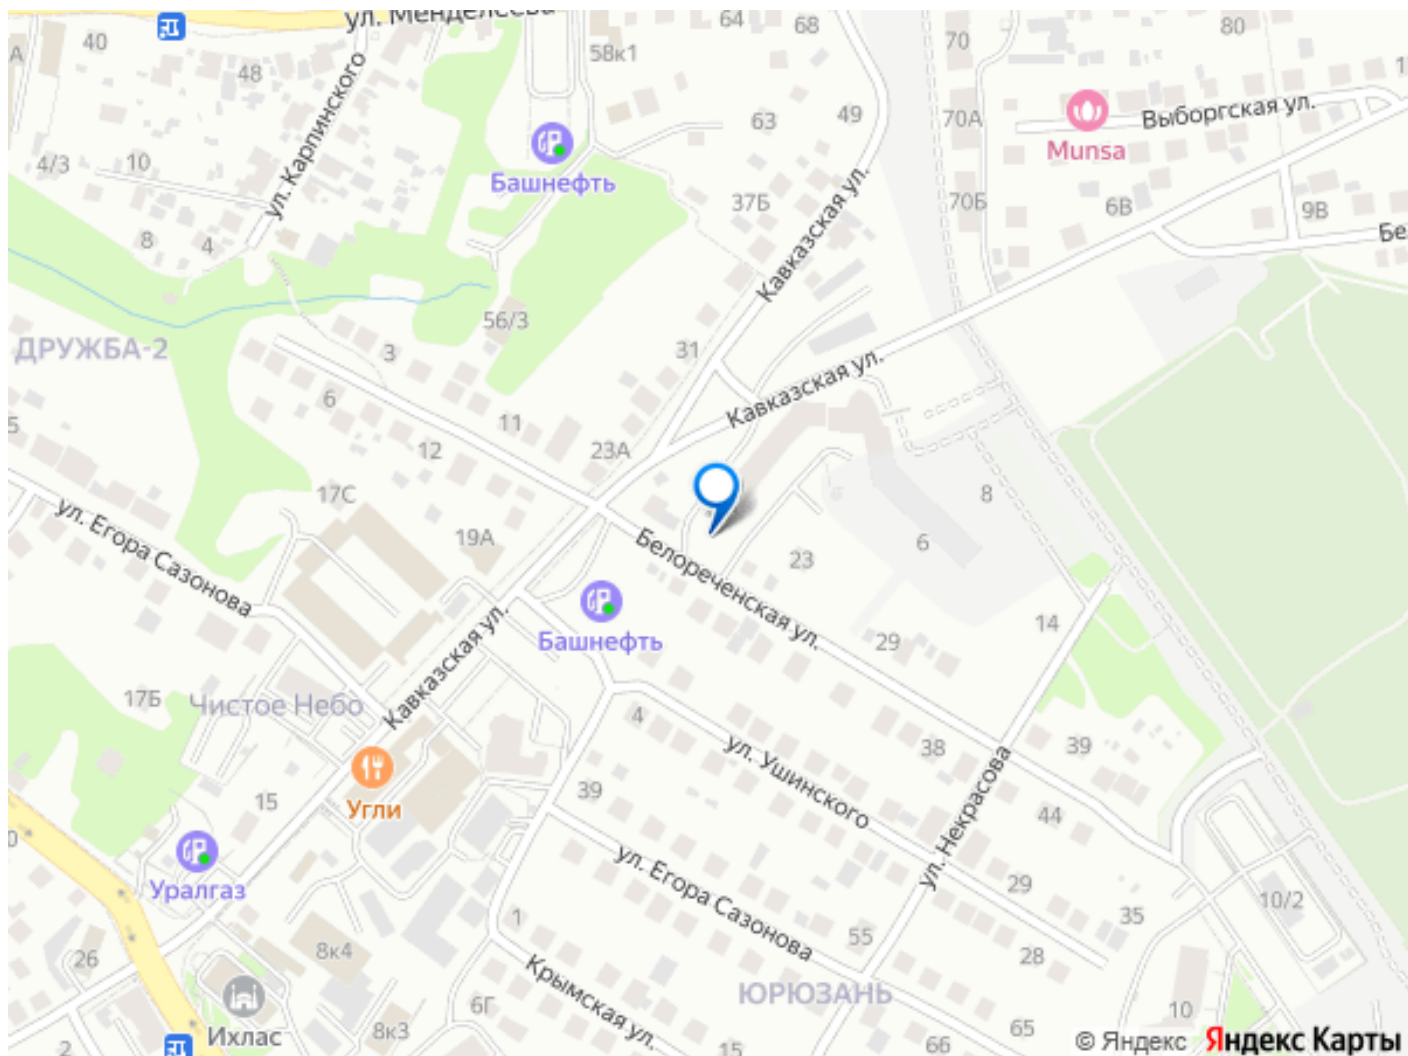 ул. Менделеева
64
68
40
58к1
70
80
48
ул. Карпинского
63
49
70А
Выборгская ул.
Munsa
4/3
10
Башнефть
37Б
70Б
6В
9В
Бе
8
4
Кавказская ул.
56/3
ДРУЖБА-2
3
31
6
Кавказская ул.
11
12
23А
17С
8
ул. Егора Сазонова
19А
Белореченская ул.
6
23
Башнефть
14
29
Кавказская ул.
17Б
Чистое Небо
4
ул. Ушинского
38
39
15
Угли
39
44
ул. Некрасова
Уралгаз
ул. Егора Сазонова
29
35
10/2
1
55
26
8к4
28
Крымская ул.
ЮРЮЗАНЬ
6Г
10
Ихлас
8к3
65
2
15
66
© Яндекс Яндекс Карты